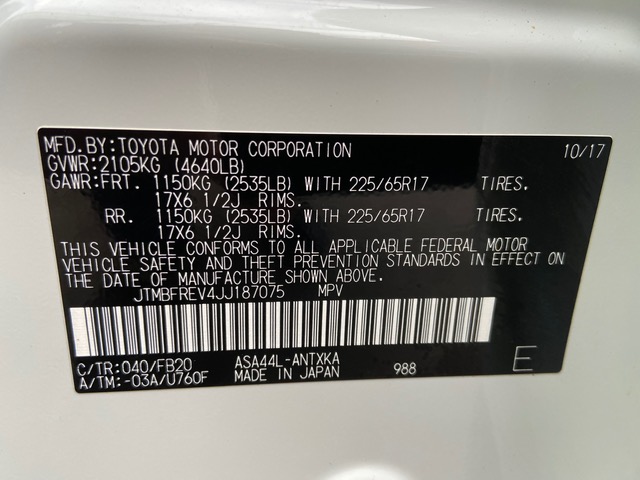 MFD.BY:TOYOTA MOTOR CORPORATION 10/17
GVWR:2105KG (4640LB)
GAWR:FRT. 1150KG (2535LB) WITH 225/65R17 TIRES.
17X6 1/2J RIMS.
RR. 1150KG (2535LB) WITH 225/65R17 TIRES.
17X6 1/2J RIMS.
THIS VEHICLE CONFORMS TO ALL APPLICABLE FEDERAL MOTOR
VEHICLE SAFETY AND THEFT PREVENTION STANDARDS IN EFFECT ON
THE DATE OF MANUFACTURE SHOWN ABOVE.
JTMBFREV4JJ187075 MPV
C/TR:040/FB20 ASA44L-ANTXKA
A/TM:-03A/U760F MADE IN JAPAN 988 E